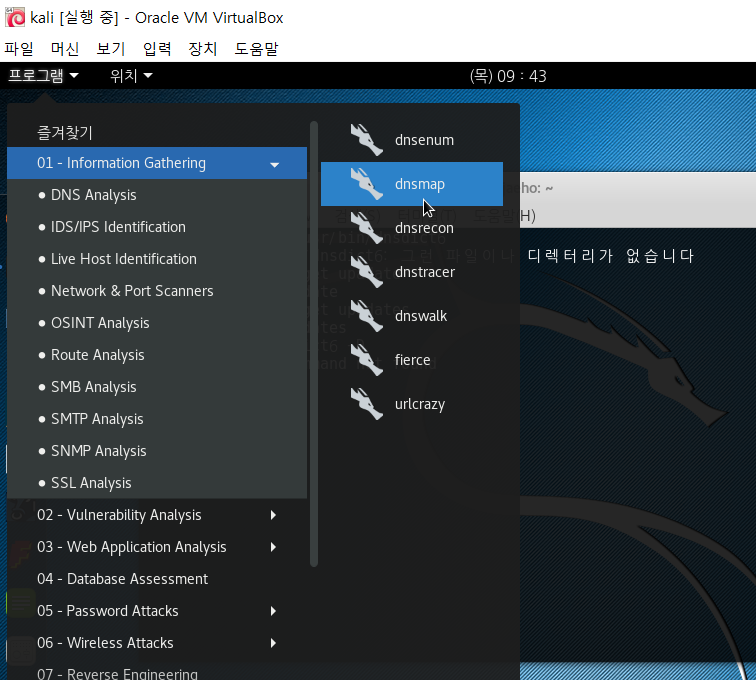 kali [실행 중] - Oracle VM VirtualBox
파일 머신 보기 입력 장치 도움말
프로그램 위치 (목) 09 : 43
즐겨찾기
01 - Information Gathering
● DNS Analysis
● IDS/IPS Identification
● Live Host Identification
● Network & Port Scanners
● OSINT Analysis
● Route Analysis
● SMB Analysis
● SMTP Analysis
● SNMP Analysis
● SSL Analysis
02 - Vulnerability Analysis
03 - Web Application Analysis
04 - Database Assessment
05 - Password Attacks
06 - Wireless Attacks
07 - Reverse Engineering
dnsenum
dnsmap
dnsrecon
dnstracer
dnswalk
fierce
urlcrazy
ho: ~
H)
디렉터리가 없습니다